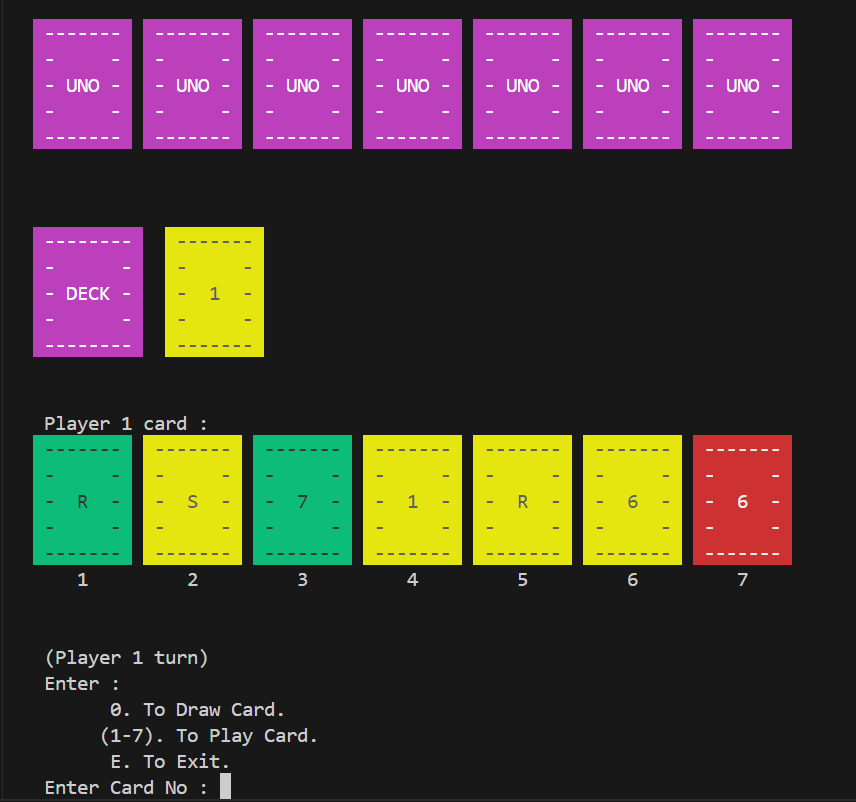 ------- ------- ------- ------- ------- ------- -------
-     - -     - -     - -     - -     - -     - -     -
- UNO - - UNO - - UNO - - UNO - - UNO - - UNO - - UNO -
-     - -     - -     - -     - -     - -     - -     -
------- ------- ------- ------- ------- ------- -------
-------- -------
-      - -     -
- DECK - -  1  -
-      - -     -
-------- -------
Player 1 card :
------- ------- ------- ------- ------- ------- -------
-     - -     - -     - -     - -     - -     - -     -
-  R  - -  S  - -  7  - -  1  - -  R  - -  6  - -  6  -
-     - -     - -     - -     - -     - -     - -     -
------- ------- ------- ------- ------- ------- -------
1 2 3 4 5 6 7
(Player 1 turn)
Enter :
0. To Draw Card.
(1-7). To Play Card.
E. To Exit.
Enter Card No :